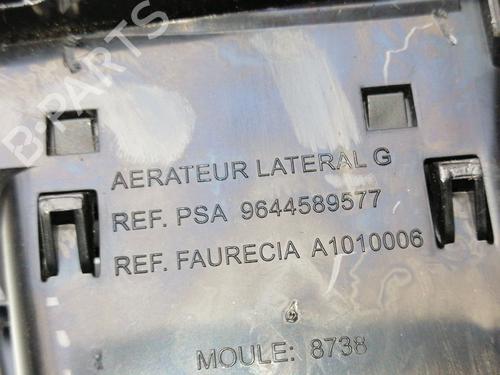 B-PARTS
AERATEUR LATERAL G
REF. PSA 9644589577
REF. FAURECIA A1010006
MOULE: 8738